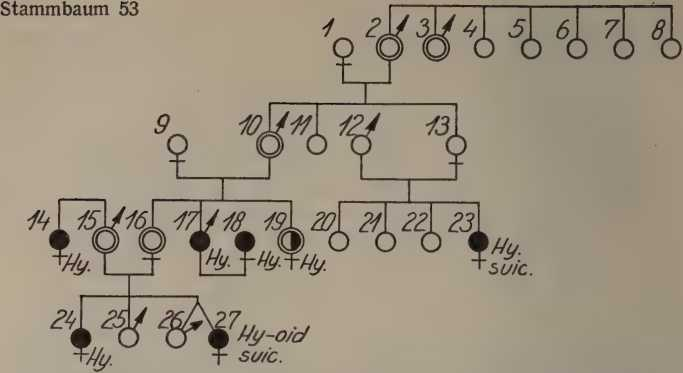 Stammbaum 53
1 2 3 4 5 6 7 8
9 10 11 12 13
14 15 16 17 18 19 20 21 22 23
Hy. Hy. Hy. Hy. Hy.
suic.
24 25 26 27 Hy-oid
Hy. suic.